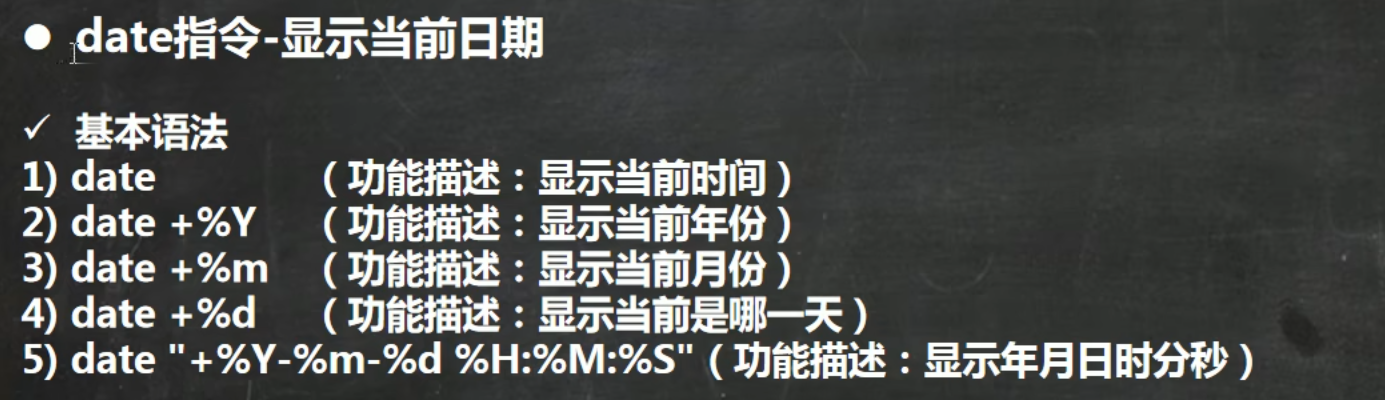 ● date指令-显示当前日期
✓ 基本语法
1) date （功能描述：显示当前时间）
2) date +%Y （功能描述：显示当前年份）
3) date +%m （功能描述：显示当前月份）
4) date +%d （功能描述：显示当前是哪一天）
5) date "+%Y-%m-%d %H:%M:%S"（功能描述：显示年月日时分秒）